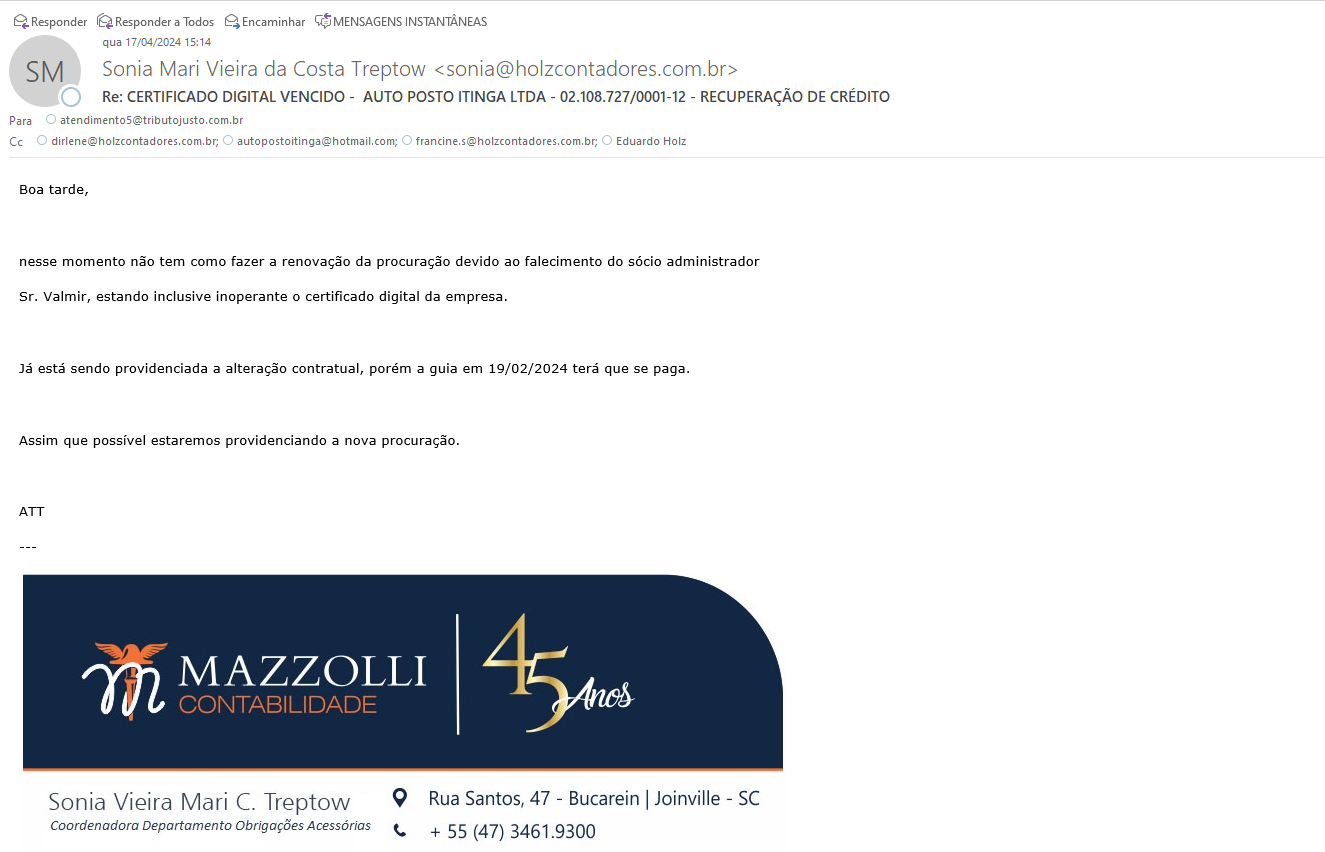 Responder Responder a Todos Encaminhar MENSAGENS INSTANTÂNEAS
qua 17/04/2024 15:14
SM
Sonia Mari Vieira da Costa Treptow <sonia@holzcontadores.com.br>
Re: CERTIFICADO DIGITAL VENCIDO - AUTO POSTO ITINGA LTDA - 02.108.727/0001-12 - RECUPERAÇÃO DE CRÉDITO
Para atendimento5@tributojusto.com.br
Cc dirlene@holzcontadores.com.br; autopostoitinga@hotmail.com; francine.s@holzcontadores.com.br; Eduardo Holz
Boa tarde,
nesse momento não tem como fazer a renovação da procuração devido ao falecimento do sócio administrador
Sr. Valmir, estando inclusive inoperante o certificado digital da empresa.
Já está sendo providenciada a alteração contratual, porém a guia em 19/02/2024 terá que se paga.
Assim que possível estaremos providenciando a nova procuração.
ATT
---
m MAZZOLLI
CONTABILIDADE
45 Anos
Sonia Vieira Mari C. Treptow
Coordenadora Departamento Obrigações Acessórias
Rua Santos, 47 - Bucarein | Joinville - SC
+ 55 (47) 3461.9300